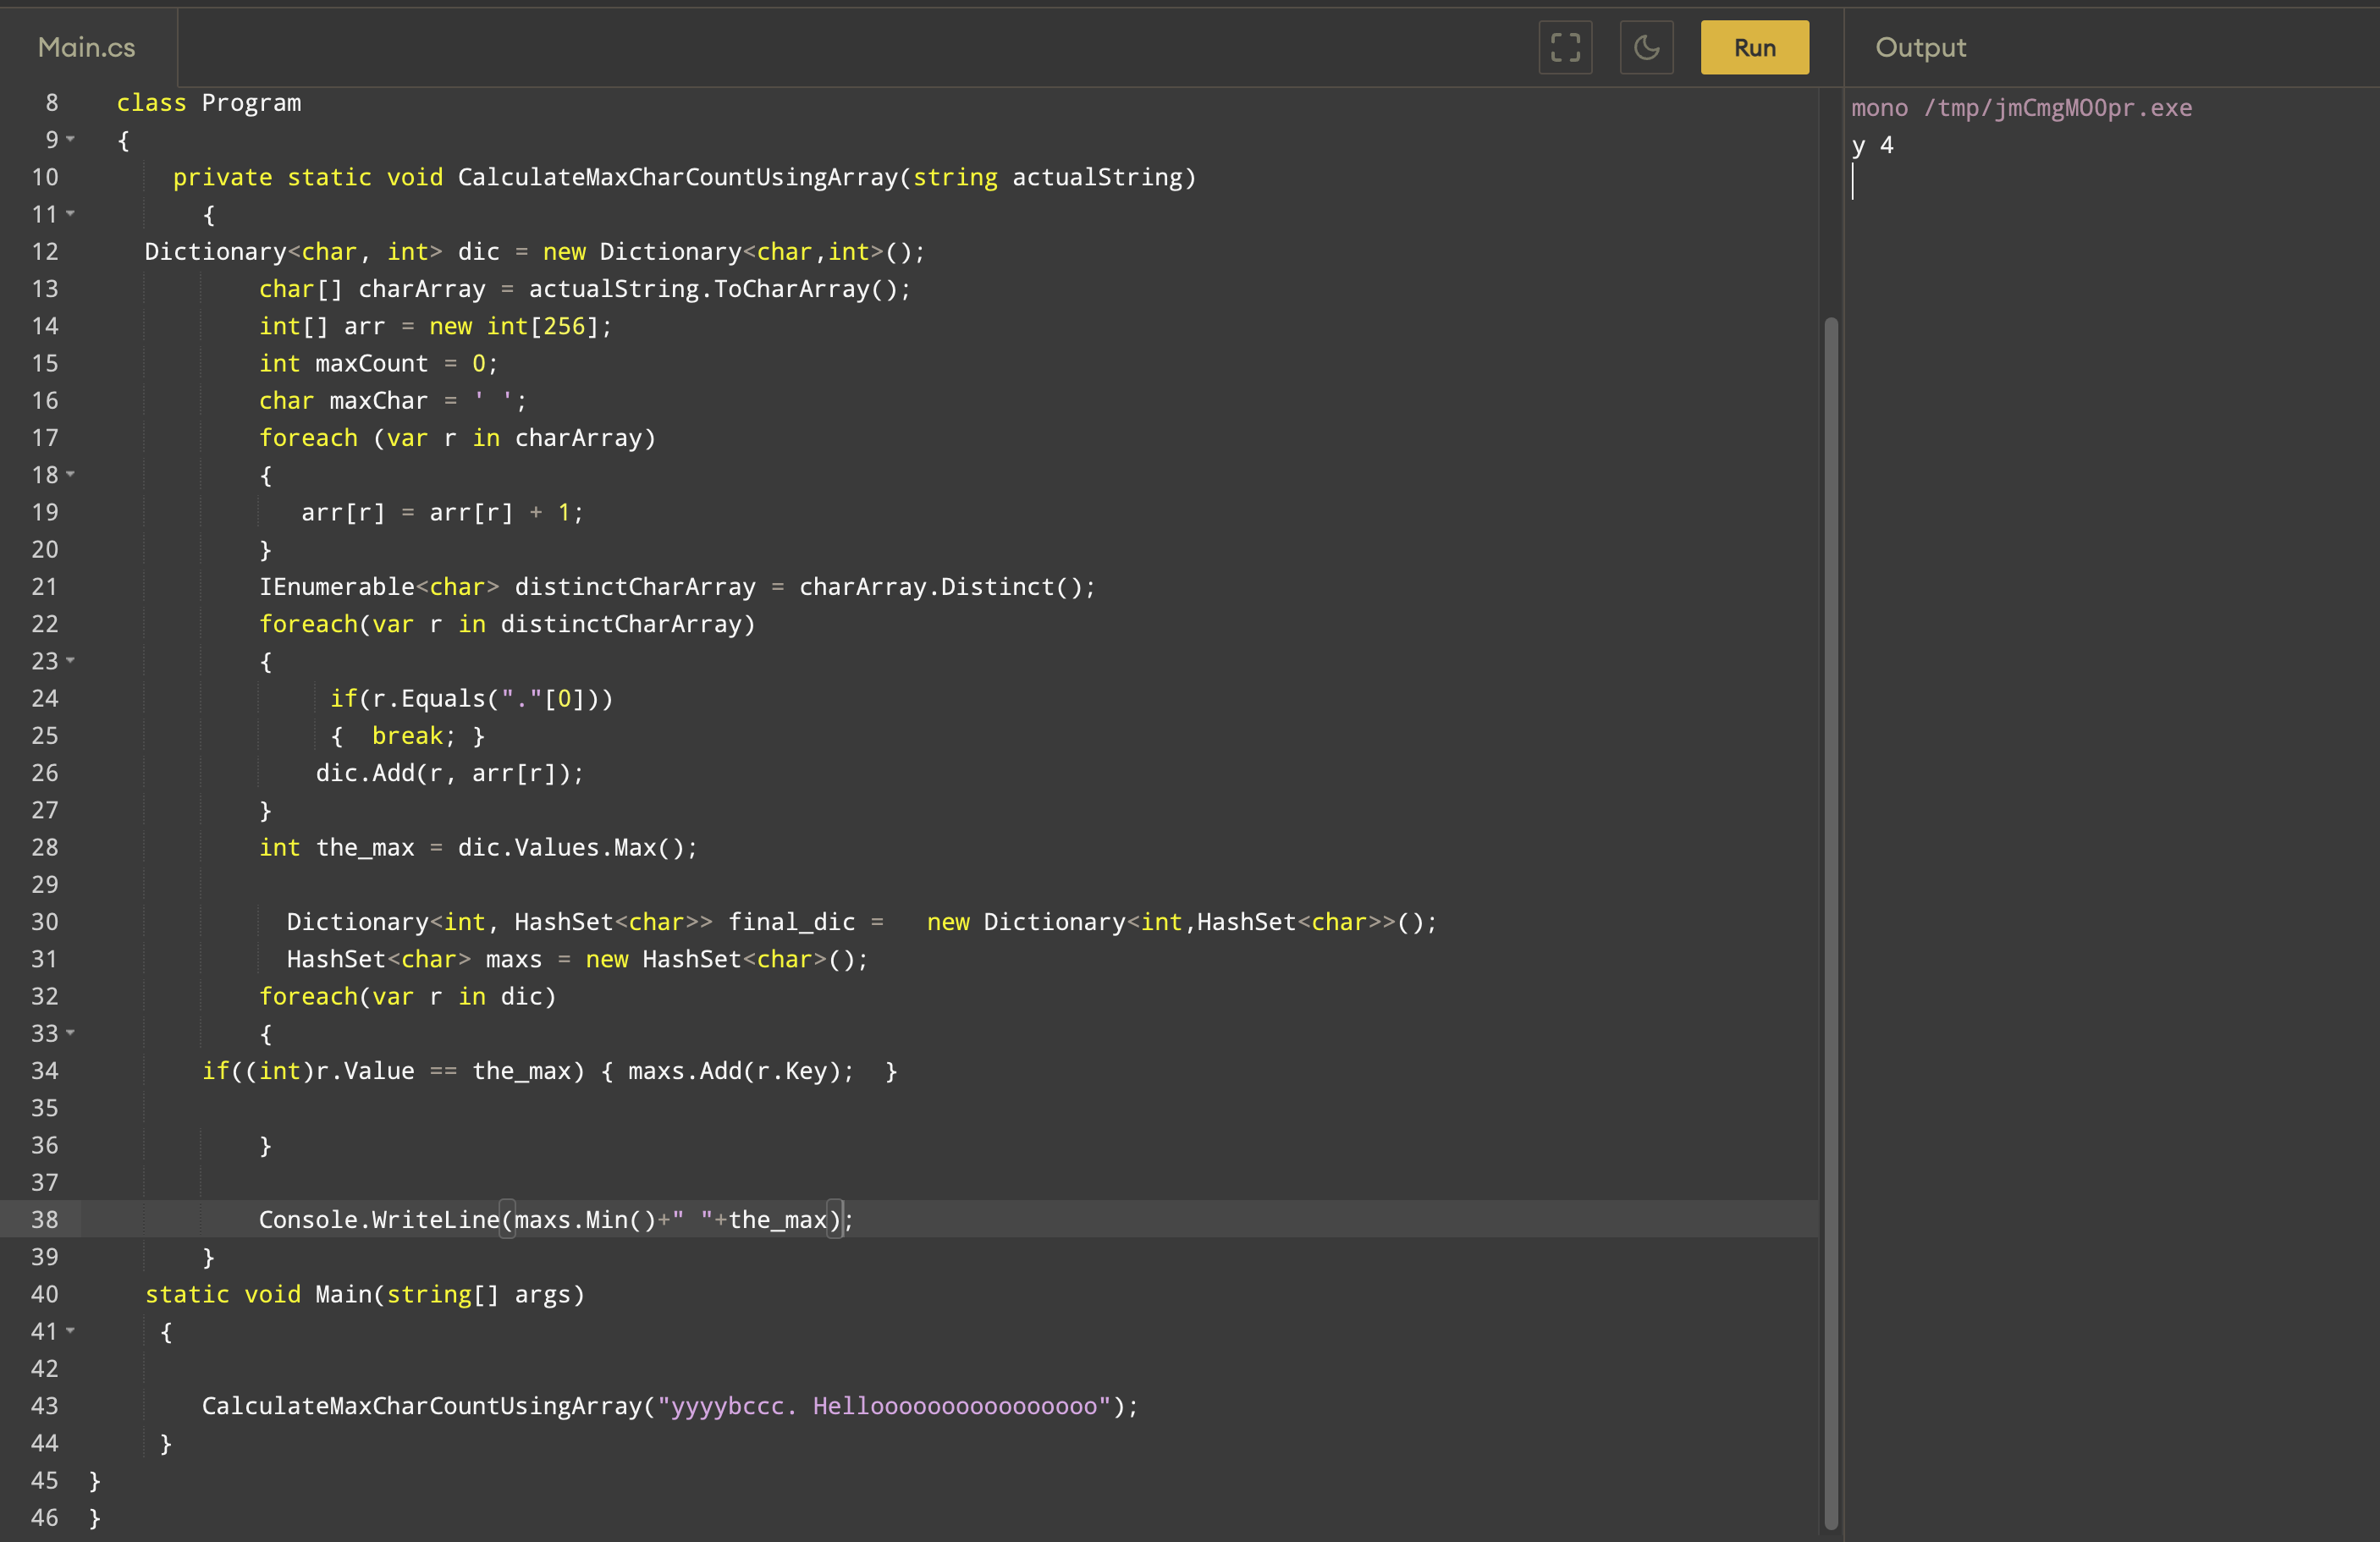 Main.cs
Run
Output
8 class Program
9 {
10 private static void CalculateMaxCharCountUsingArray(string actualString)
11 {
12 Dictionary<char, int> dic = new Dictionary<char,int>();
13 char[] charArray = actualString.ToCharArray();
14 int[] arr = new int[256];
15 int maxCount = 0;
16 char maxChar = ' ';
17 foreach (var r in charArray)
18 {
19 arr[r] = arr[r] + 1;
20 }
21 IEnumerable<char> distinctCharArray = charArray.Distinct();
22 foreach(var r in distinctCharArray)
23 {
24 if(r.Equals("."[0]))
25 {  break; }
26 dic.Add(r, arr[r]);
27 }
28 int the_max = dic.Values.Max();
29
30 Dictionary<int, HashSet<char>> final_dic =   new Dictionary<int,HashSet<char>>();
31 HashSet<char> maxs = new HashSet<char>();
32 foreach(var r in dic)
33 {
34 if((int)r.Value == the_max) { maxs.Add(r.Key);  }
35
36 }
37
38 Console.WriteLine(maxs.Min()+" "+the_max);
39 }
40 static void Main(string[] args)
41 {
42
43 CalculateMaxCharCountUsingArray("yyyybccc. Helloooooooooooooooo");
44 }
45 }
46 }
mono /tmp/jmCmgMO0pr.exe
y 4